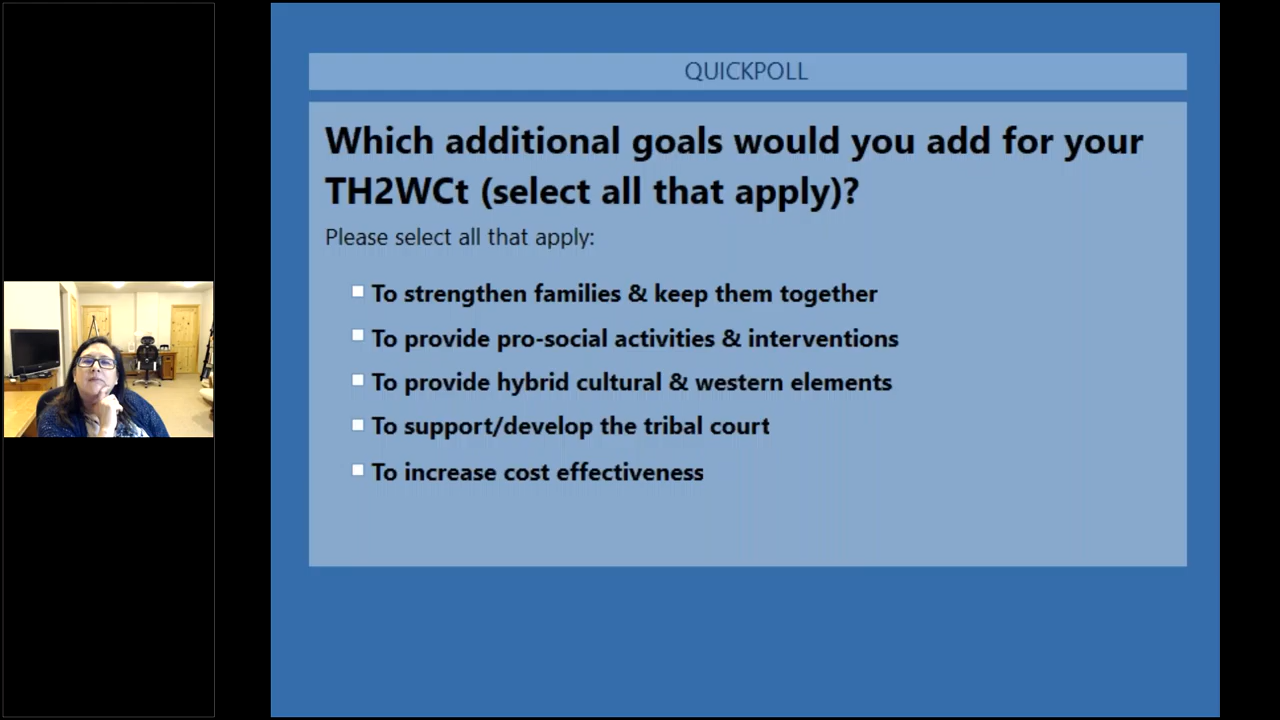 QUICKPOLL
Which additional goals would you add for your
TH2WCt (select all that apply)?
Please select all that apply:
To strengthen families & keep them together
To provide pro-social activities & interventions
To provide hybrid cultural & western elements
To support/develop the tribal court
To increase cost effectiveness